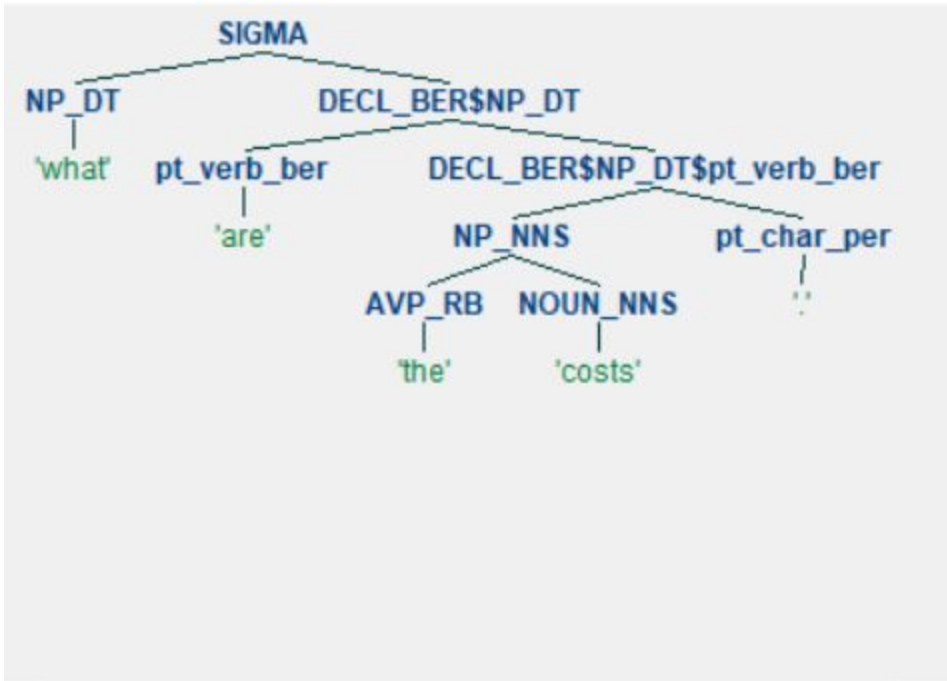 SIGMA
NP_DT DECL_BER$NP_DT
'what' pt_verb_ber DECL_BER$NP_DT$pt_verb_ber
'are' NP_NNS pt_char_per
AVP_RB NOUN_NNS '.'
'the' 'costs'